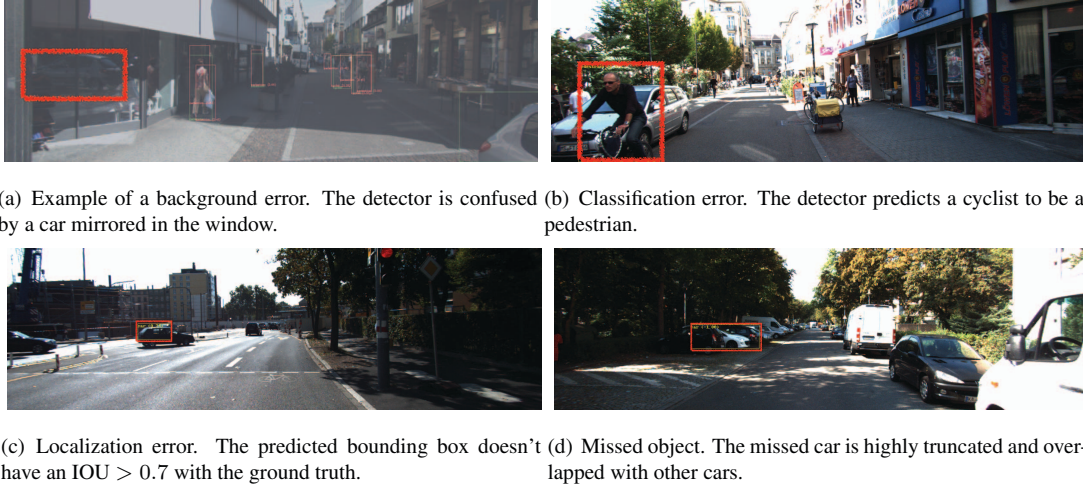 (a) Example of a background error. The detector is confused
by a car mirrored in the window.
(b) Classification error. The detector predicts a cyclist to be a
pedestrian.
(c) Localization error. The predicted bounding box doesn't
have an IOU > 0.7 with the ground truth.
(d) Missed object. The missed car is highly truncated and over-
lapped with other cars.